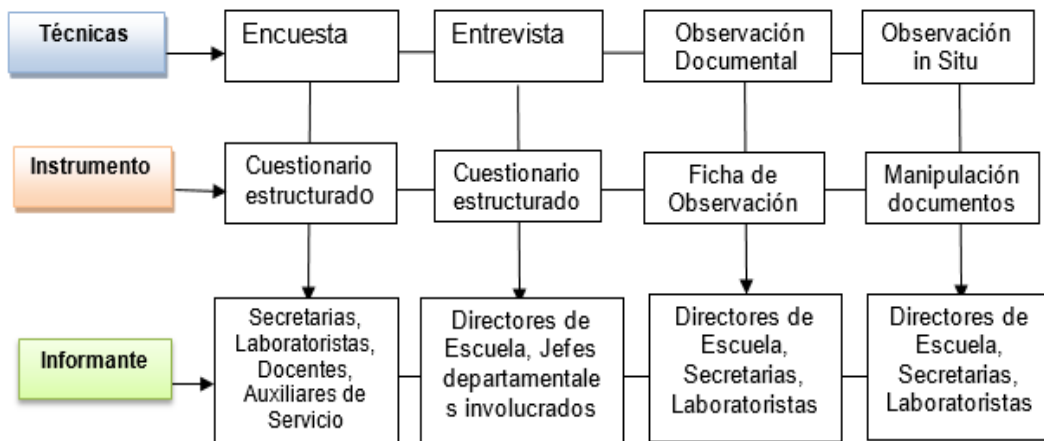 Técnicas
Encuesta
Entrevista
Observación
Documental
Observación
in Situ
Instrumento
Cuestionario
estructurado
Cuestionario
estructurado
Ficha de
Observación
Manipulación
documentos
Informante
Secretarias,
Laboratoristas,
Docentes,
Auxiliares de
Servicio
Directores de
Escuela, Jefes
departamentale
s involucrados
Directores de
Escuela,
Secretarias,
Laboratoristas
Directores de
Escuela,
Secretarias,
Laboratoristas